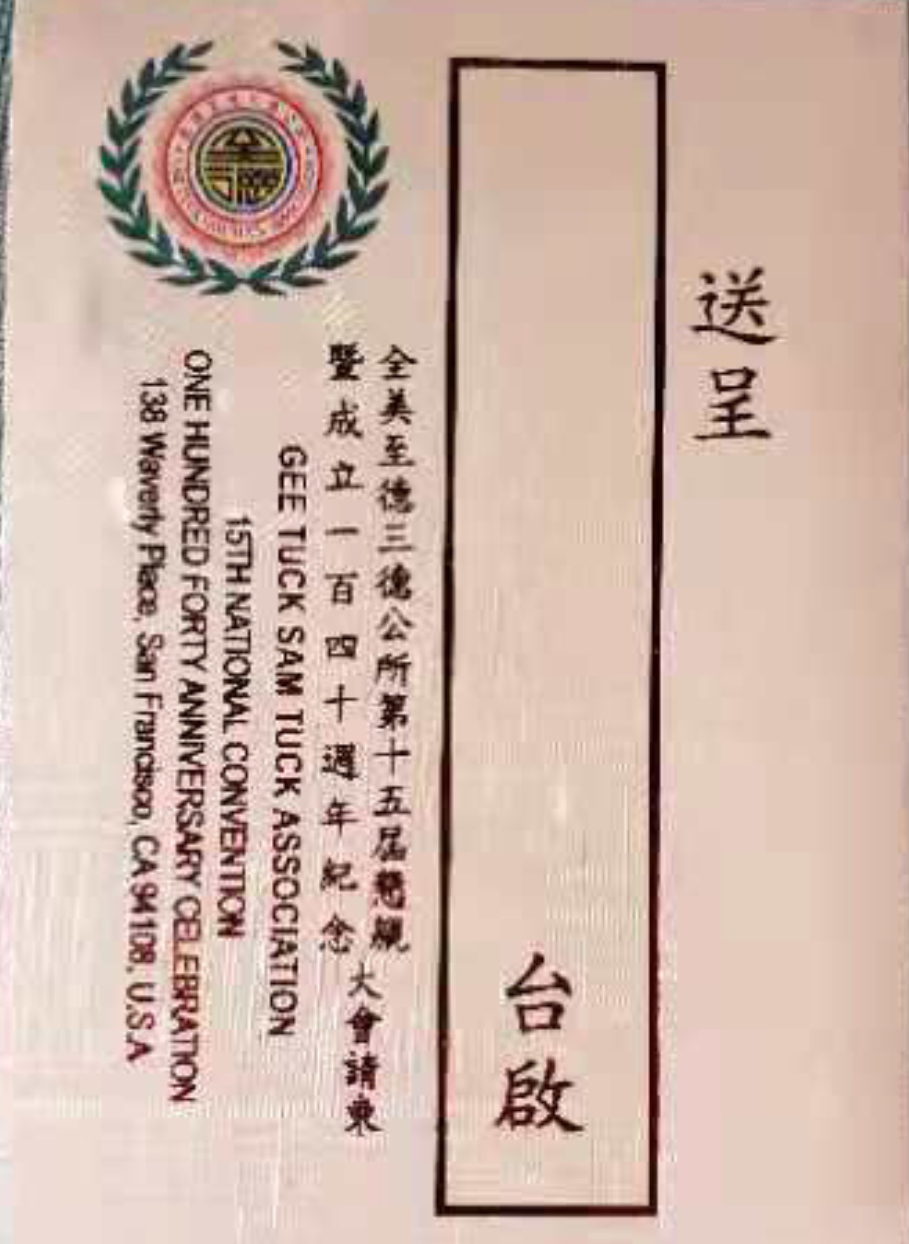 送呈
台啟
全美至德三德公所第十五屆懇親
暨成立一百四十週年紀念
大會請柬
GEE TUCK SAM TUCK ASSOCIATION
15TH NATIONAL CONVENTION
ONE HUNDRED FORTY ANNIVERSARY CELEBRATION
138 Waverly Place, San Francisco, CA 94108, U.S.A